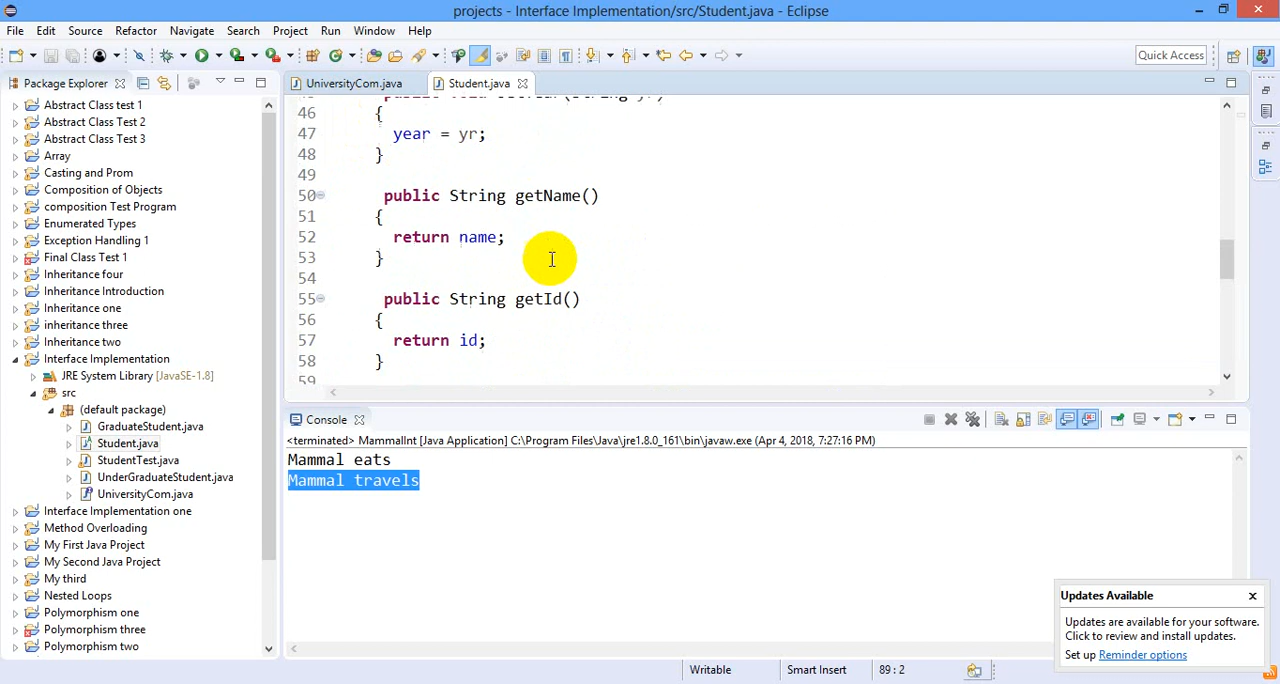 projects - Interface Implementation/src/Student.java - Eclipse
File Edit Source Refactor Navigate Search Project Run Window Help
Quick Access
Package Explorer
UniversityCom.java
Student.java
Abstract Class test 1
Abstract Class Test 2
Abstract Class Test 3
Array
Casting and Prom
Composition of Objects
composition Test Program
Enumerated Types
Exception Handling 1
Final Class Test 1
Inheritance four
Inheritance Introduction
Inheritance one
inheritance three
Inheritance two
Interface Implementation
JRE System Library [JavaSE-1.8]
src
(default package)
GraduateStudent.java
Student.java
StudentTest.java
UnderGraduateStudent.java
UniversityCom.java
Interface Implementation one
Method Overloading
My First Java Project
My Second Java Project
My third
Nested Loops
Polymorphism one
Polymorphism three
Polymorphism two
46 {
47 year = yr;
48 }
49
50 public String getName()
51 {
52 return name;
53 }
54
55 public String getId()
56 {
57 return id;
58 }
59
Console
<terminated> MammalInt [Java Application] C:\Program Files\Java\jre1.8.0_161\bin\javaw.exe (Apr 4, 2018, 7:27:16 PM)
Mammal eats
Mammal travels
Updates Available
Updates are available for your software.
Click to review and install updates.
Set up Reminder options
Writable
Smart Insert
89 : 2